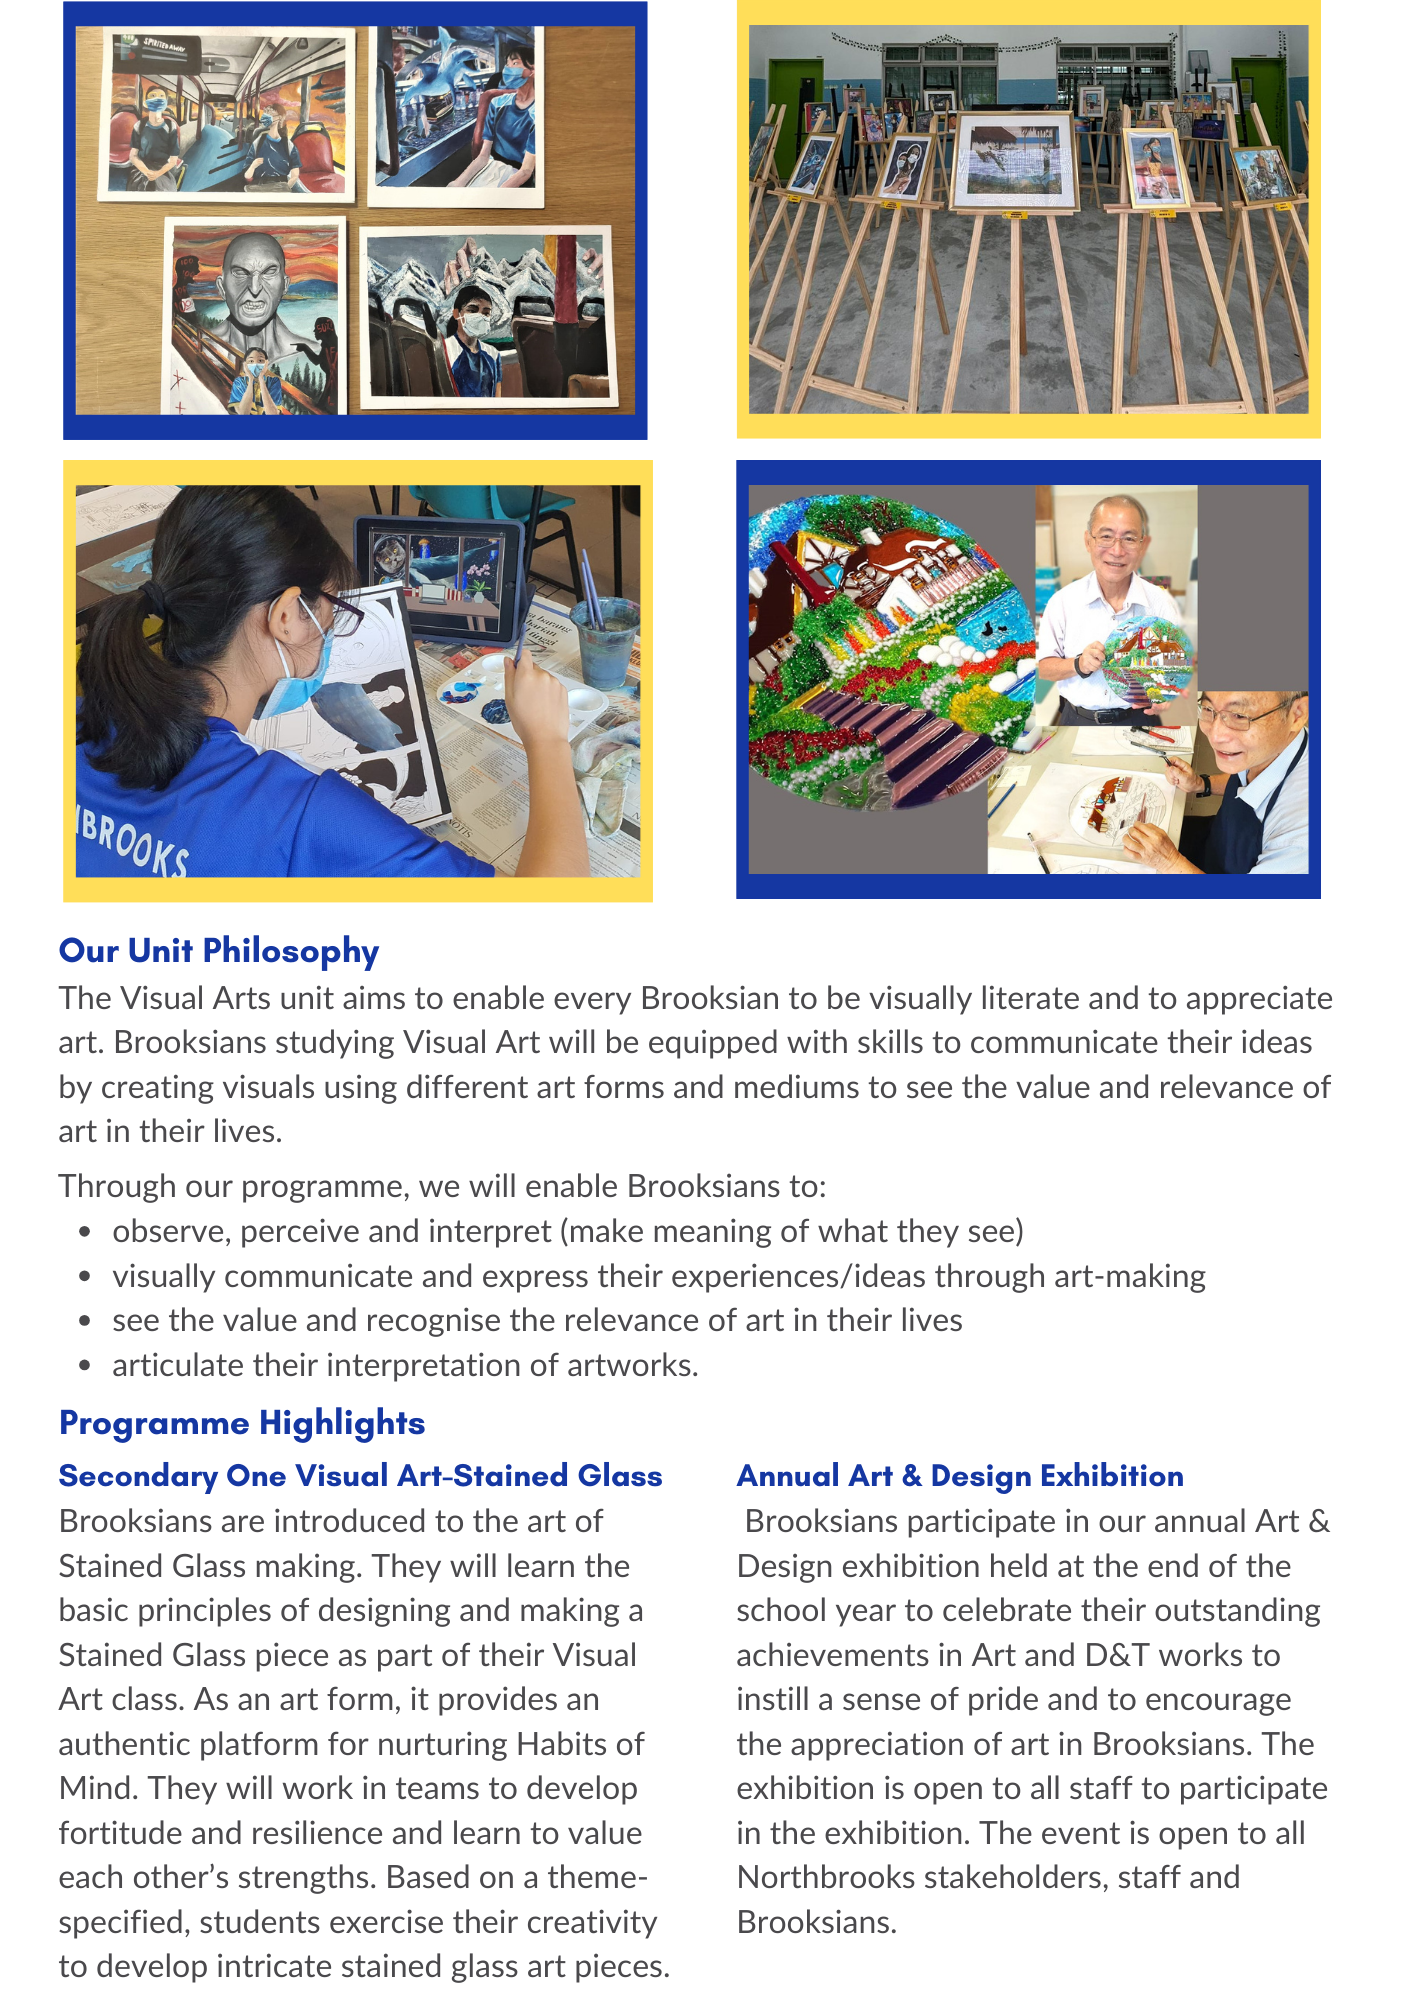 SPIRITED AWAY
BROOKS
Our Unit Philosophy
The Visual Arts unit aims to enable every Brooksian to be visually literate and to appreciate
art. Brooksians studying Visual Art will be equipped with skills to communicate their ideas
by creating visuals using different art forms and mediums to see the value and relevance of
art in their lives.
Through our programme, we will enable Brooksians to:
• observe, perceive and interpret (make meaning of what they see)
• visually communicate and express their experiences/ideas through art-making
• see the value and recognise the relevance of art in their lives
• articulate their interpretation of artworks.
Programme Highlights
Secondary One Visual Art-Stained Glass
Brooksians are introduced to the art of
Stained Glass making. They will learn the
basic principles of designing and making a
Stained Glass piece as part of their Visual
Art class. As an art form, it provides an
authentic platform for nurturing Habits of
Mind. They will work in teams to develop
fortitude and resilience and learn to value
each other’s strengths. Based on a theme-
specified, students exercise their creativity
to develop intricate stained glass art pieces.
Annual Art & Design Exhibition
Brooksians participate in our annual Art &
Design exhibition held at the end of the
school year to celebrate their outstanding
achievements in Art and D&T works to
instill a sense of pride and to encourage
the appreciation of art in Brooksians. The
exhibition is open to all staff to participate
in the exhibition. The event is open to all
Northbrooks stakeholders, staff and
Brooksians.